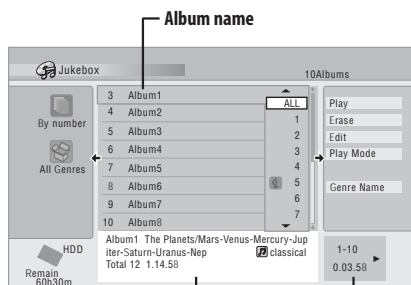 Album name
Jukebox
10Albums
By number
All Genres
3 Album1
4 Album2
5 Album3
6 Album4
7 Album5
8 Album6
9 Album7
10 Album8
ALL
1
2
3
4
5
6
7
Play
Erase
Edit
Play Mode
Genre Name
HDD
Remain
60h30m
Album1 The Planets/Mars-Venus-Mercury-Jup
iter-Saturn-Uranus-Nep classical
Total 12 1.14.58
1-10
0.03.58